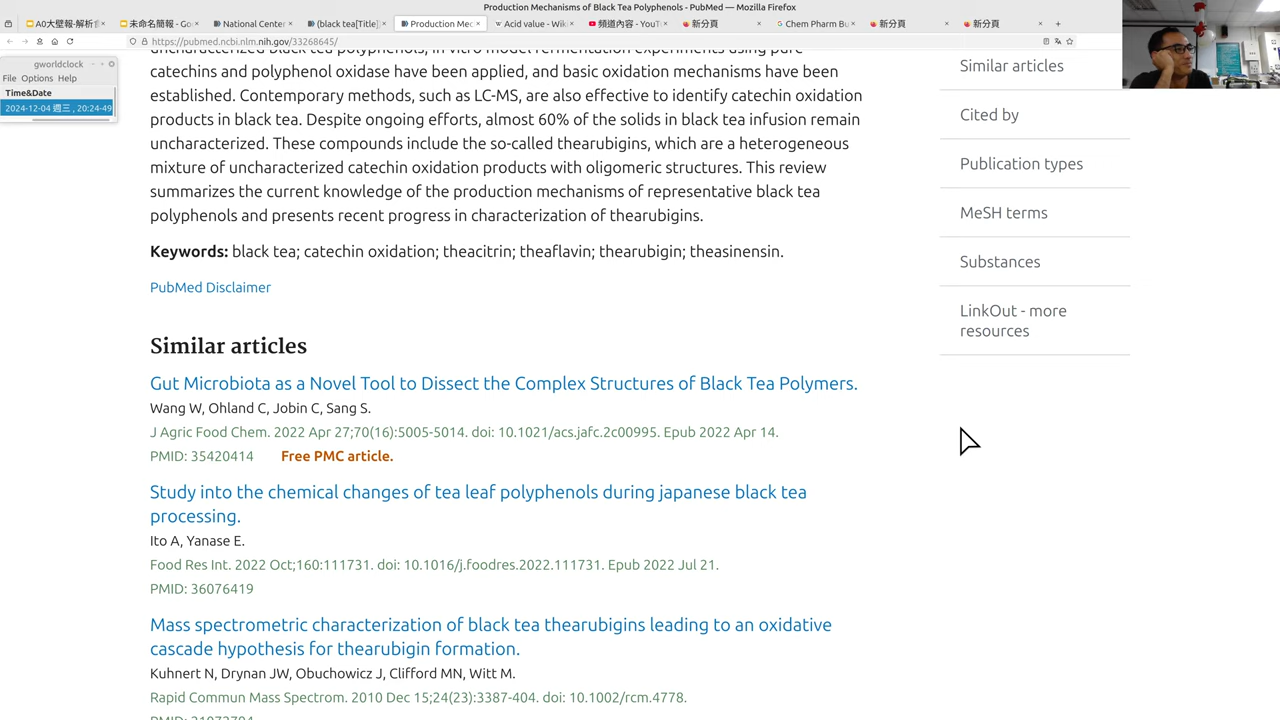 Production Mechanisms of Black Tea Polyphenols - PubMed — Mozilla Firefox
A0大壁報-解析
未命名簡報 - Go
National Center
(black tea[Title]
Production Mec
Acid value - Wiki
頻道內容 - YouT
新分頁
Chem Pharm Bu
新分頁
新分頁
https://pubmed.ncbi.nlm.nih.gov/33268645/
gworldclock
File Options Help
Time&Date
2024-12-04 週三 , 20:24:49
uncharacterized black tea polyphenols, in vitro model fermentation experiments using pure
catechins and polyphenol oxidase have been applied, and basic oxidation mechanisms have been
established. Contemporary methods, such as LC-MS, are also effective to identify catechin oxidation
products in black tea. Despite ongoing efforts, almost 60% of the solids in black tea infusion remain
uncharacterized. These compounds include the so-called thearubigins, which are a heterogeneous
mixture of uncharacterized catechin oxidation products with oligomeric structures. This review
summarizes the current knowledge of the production mechanisms of representative black tea
polyphenols and presents recent progress in characterization of thearubigins.
Keywords: black tea; catechin oxidation; theacitrin; theaflavin; thearubigin; theasinensin.
PubMed Disclaimer
Similar articles
Gut Microbiota as a Novel Tool to Dissect the Complex Structures of Black Tea Polymers.
Wang W, Ohland C, Jobin C, Sang S.
J Agric Food Chem. 2022 Apr 27;70(16):5005-5014. doi: 10.1021/acs.jafc.2c00995. Epub 2022 Apr 14.
PMID: 35420414 Free PMC article.
Study into the chemical changes of tea leaf polyphenols during japanese black tea
processing.
Ito A, Yanase E.
Food Res Int. 2022 Oct;160:111731. doi: 10.1016/j.foodres.2022.111731. Epub 2022 Jul 21.
PMID: 36076419
Mass spectrometric characterization of black tea thearubigins leading to an oxidative
cascade hypothesis for thearubigin formation.
Kuhnert N, Drynan JW, Obuchowicz J, Clifford MN, Witt M.
Rapid Commun Mass Spectrom. 2010 Dec 15;24(23):3387-404. doi: 10.1002/rcm.4778.
Similar articles
Cited by
Publication types
MeSH terms
Substances
LinkOut - more
resources